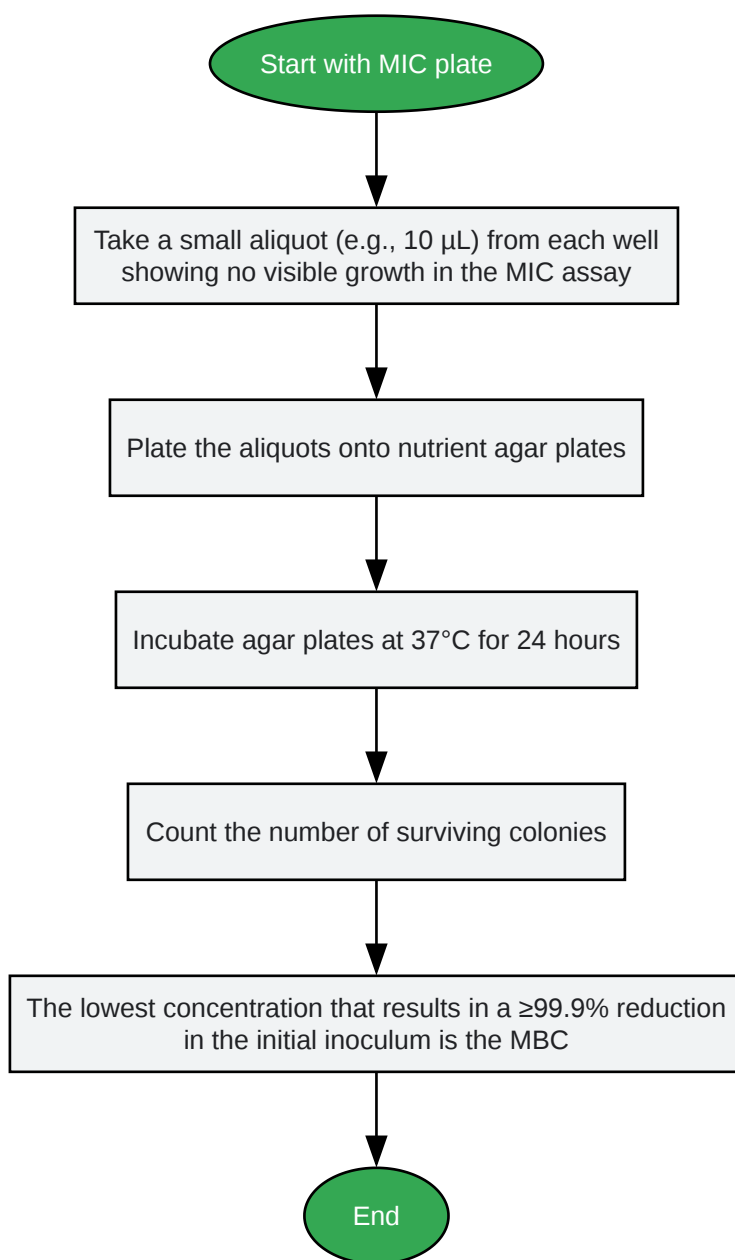 Start with MIC plate
Take a small aliquot (e.g., 10 µL) from each well
showing no visible growth in the MIC assay
Plate the aliquots onto nutrient agar plates
Incubate agar plates at 37°C for 24 hours
Count the number of surviving colonies
The lowest concentration that results in a ≥99.9% reduction
in the initial inoculum is the MBC
End